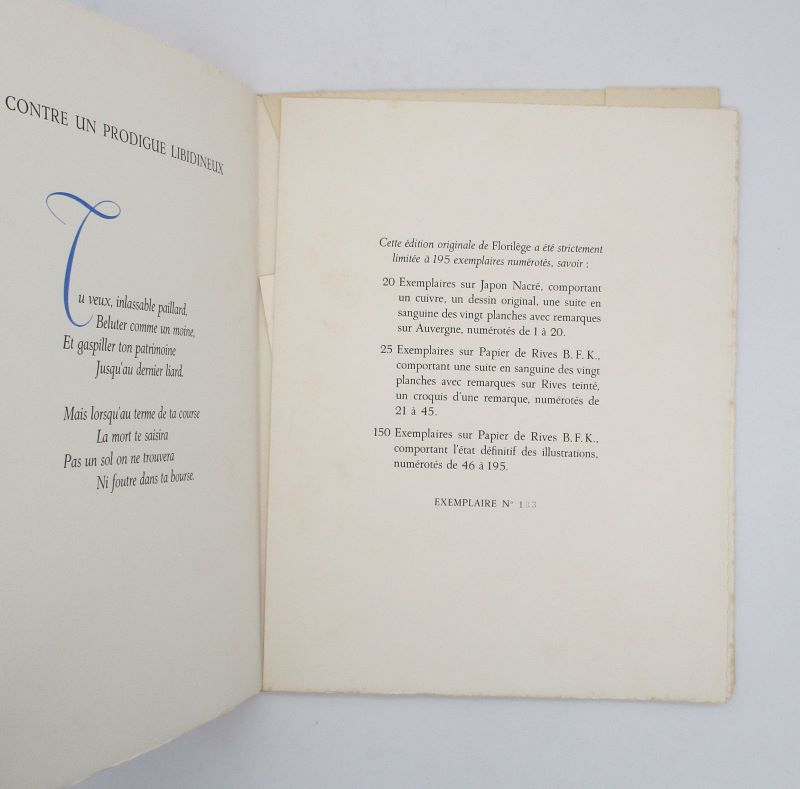 CONTRE UN PRODIGUE LIBIDINEUX
Tu veux, inlassable paillard,
Beluter comme un moine,
Et gaspiller ton patrimoine
Jusqu'au dernier liard.
Mais lorsqu'au terme de ta course
La mort te saisira
Pas un sol on ne trouvera
Ni foutre dans ta bourse.
Cette édition originale de Florilège a été strictement
limitée à 195 exemplaires numérotés, savoir :
20 Exemplaires sur Japon Nacré, comportant
un cuivre, un dessin original, une suite en
sanguine des vingt planches avec remarques
sur Auvergne, numérotés de 1 à 20.
25 Exemplaires sur Papier de Rives B. F. K.,
comportant une suite en sanguine des vingt
planches avec remarques sur Rives teinté,
un croquis d'une remarque, numérotés de
21 à 45.
150 Exemplaires sur Papier de Rives B. F. K.,
comportant l'état définitif des illustrations,
numérotés de 46 à 195.
EXEMPLAIRE N° 133